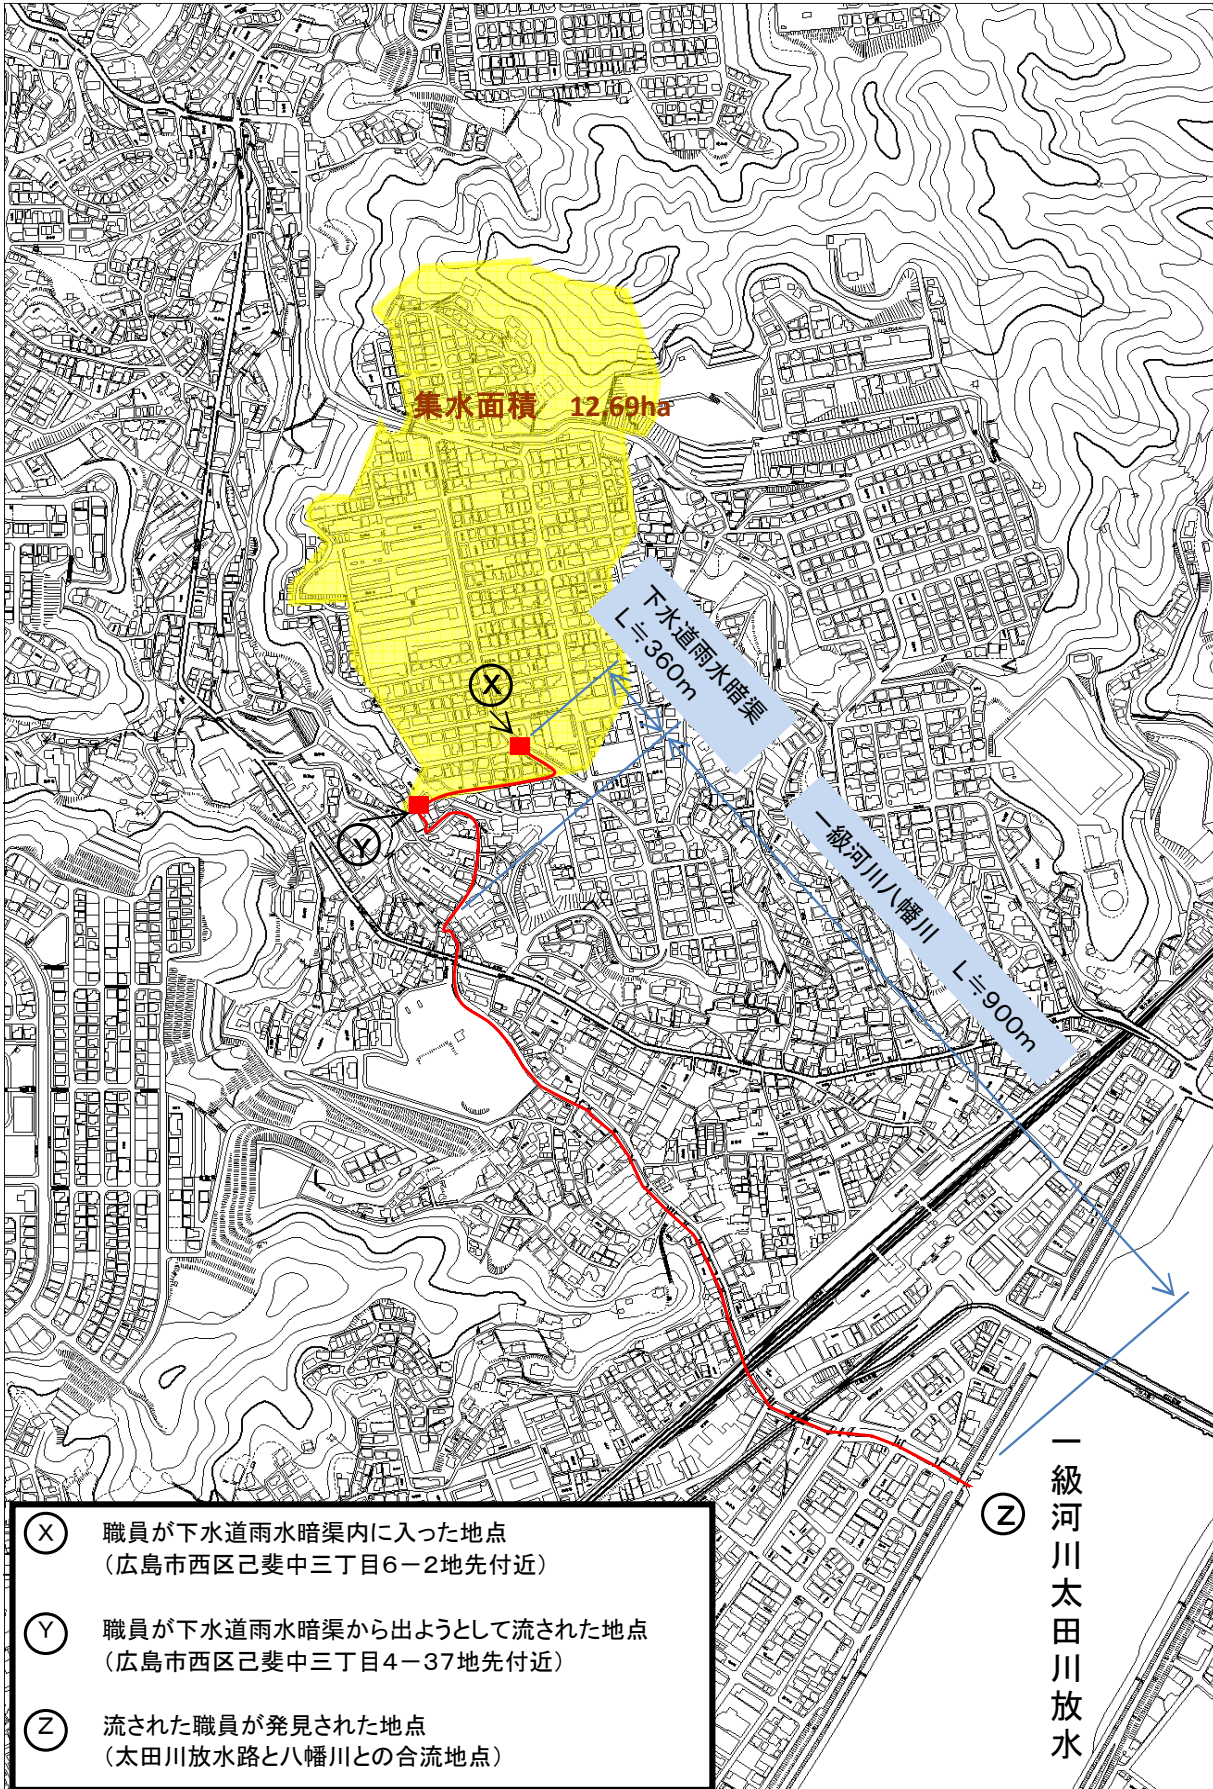 集水面積　12.69ha
下水道雨水暗渠
L≒360m
X
Y
一級河川八幡川　L≒900m
Z
一級河川太田川放水
X 職員が下水道雨水暗渠内に入った地点
（広島市西区己斐中三丁目6－2地先付近）
Y 職員が下水道雨水暗渠から出ようとして流された地点
（広島市西区己斐中三丁目4－37地先付近）
Z 流された職員が発見された地点
（太田川放水路と八幡川との合流地点）